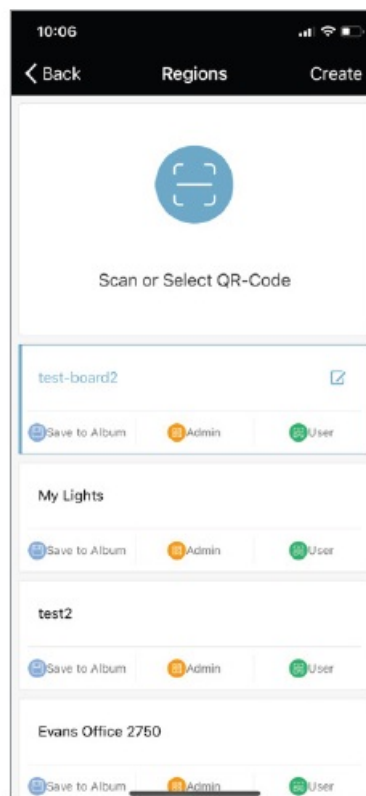 10:06
Back Regions Create
Scan or Select QR-Code
test-board2
Save to Album Admin User
My Lights
Save to Album Admin User
test2
Save to Album Admin User
Evans Office 2750
Save to Album Admin User